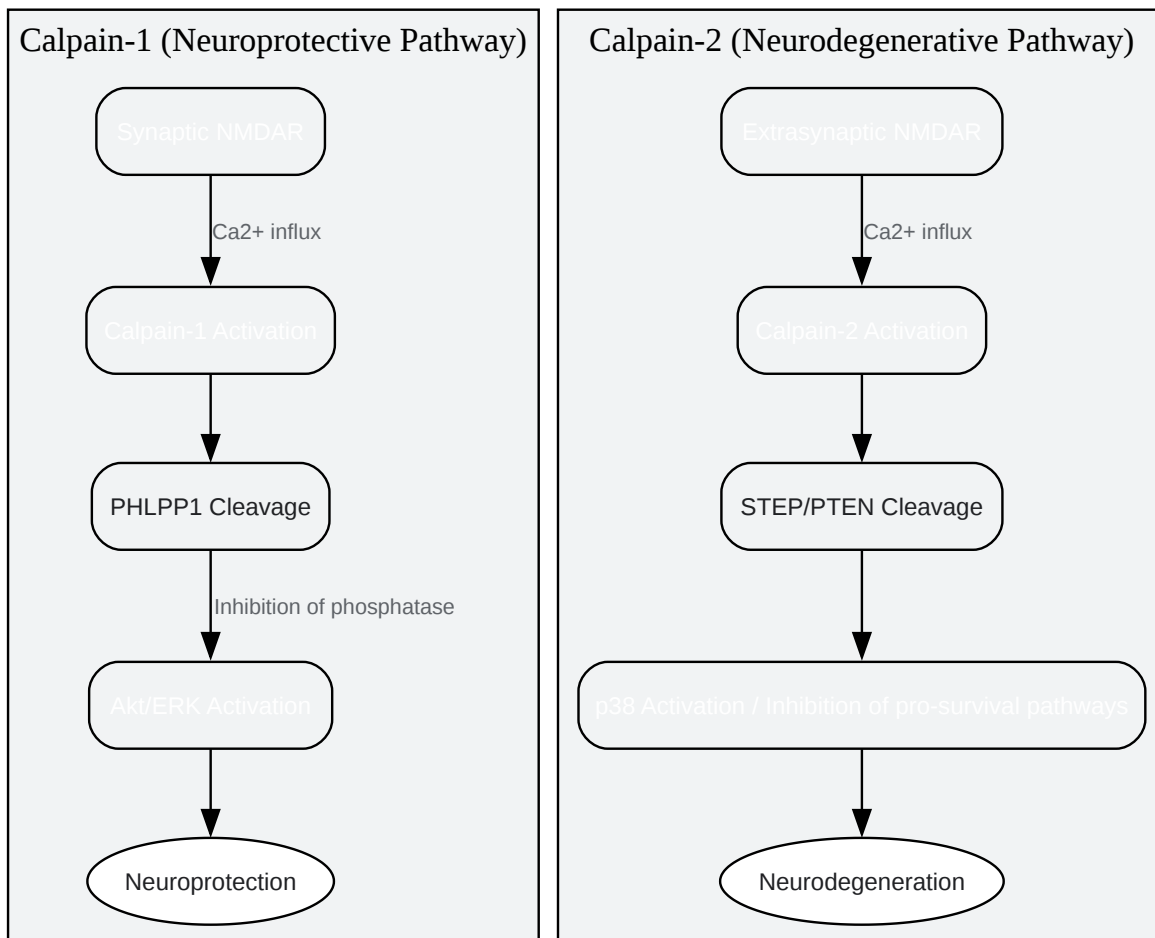 Calpain-1 (Neuroprotective Pathway)
Synaptic NMDAR
Ca2+ influx
Calpain-1 Activation
PHLPP1 Cleavage
Inhibition of phosphatase
Akt/ERK Activation
Neuroprotection
Calpain-2 (Neurodegenerative Pathway)
Extrasynaptic NMDAR
Ca2+ influx
Calpain-2 Activation
STEP/PTEN Cleavage
p38 Activation / Inhibition of pro-survival pathways
Neurodegeneration